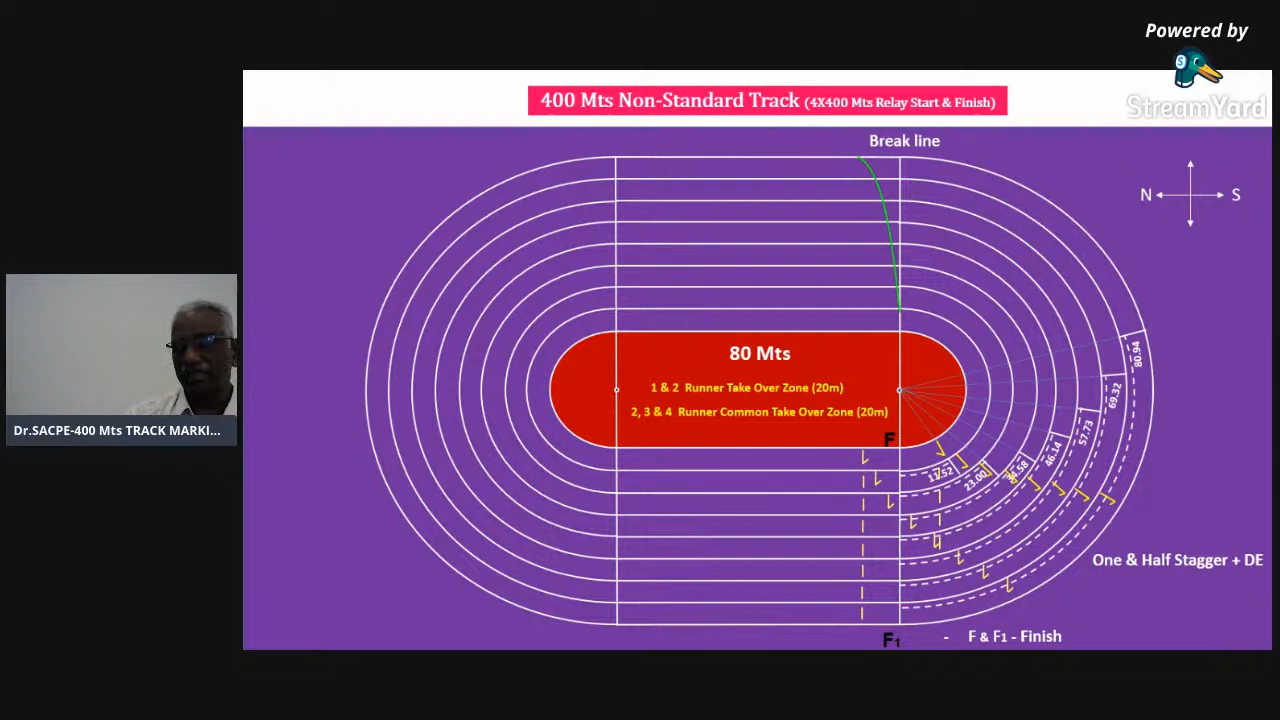 Powered by
S
StreamYard
400 Mts Non-Standard Track (4X400 Mts Relay Start & Finish)
Break line
N
S
80 Mts
1 & 2 Runner Take Over Zone (20m)
2, 3 & 4 Runner Common Take Over Zone (20m)
F
80.94
69.32
57.73
46.14
34.58
23.00
11.52
One & Half Stagger + DE
F1 - F & F1 - Finish
Dr.SACPE-400 Mts TRACK MARKI...